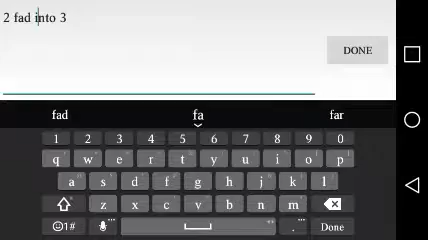 2 fad into 3
DONE
fad fa far
1 2 3 4 5 6 7 8 9 0
q w e r t y u i o p
a s d f g h j k l
z x c v b n m
1# ... . Done